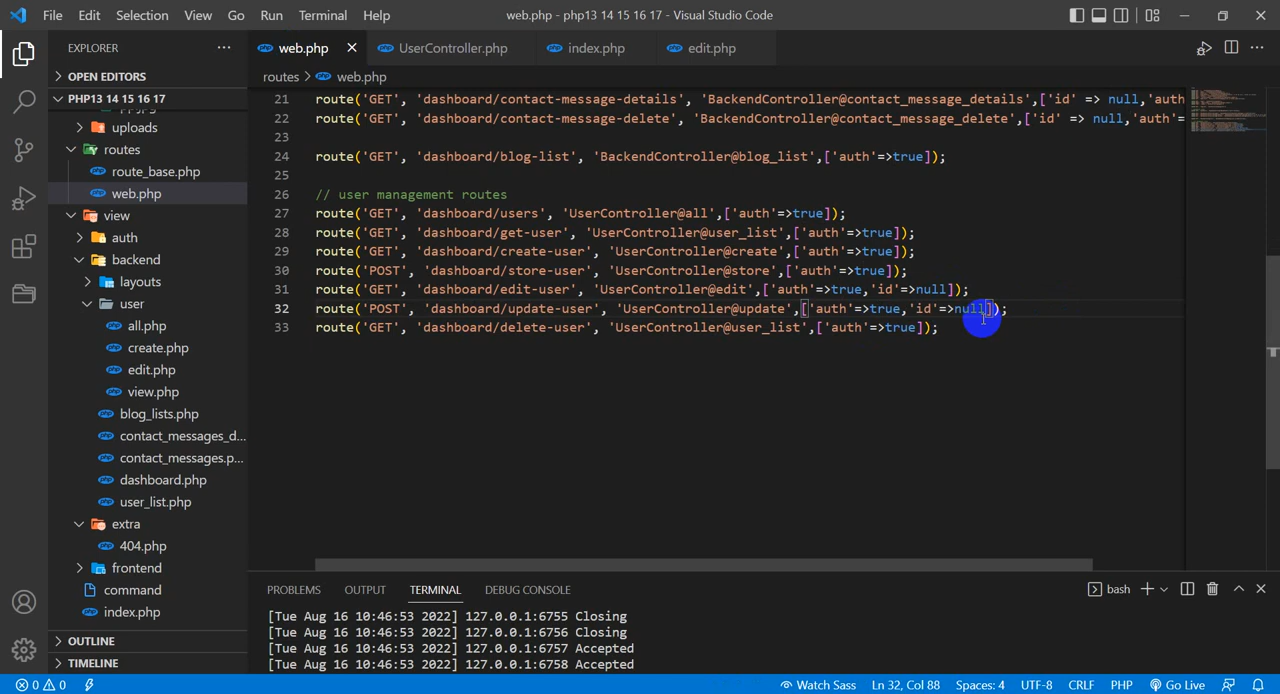 File Edit Selection View Go Run Terminal Help web.php - php13 14 15 16 17 - Visual Studio Code
EXPLORER
OPEN EDITORS
PHP13 14 15 16 17
uploads
routes
route_base.php
web.php
view
auth
backend
layouts
user
all.php
create.php
edit.php
view.php
blog_lists.php
contact_messages_d...
contact_messages.p...
dashboard.php
user_list.php
extra
404.php
frontend
command
index.php
OUTLINE
TIMELINE
web.php UserController.php index.php edit.php
routes > web.php
21 route('GET', 'dashboard/contact-message-details', 'BackendController@contact_message_details',['id' => null,'auth
22 route('GET', 'dashboard/contact-message-delete', 'BackendController@contact_message_delete',['id' => null,'auth'=
23
24 route('GET', 'dashboard/blog-list', 'BackendController@blog_list',['auth'=>true]);
25
26 // user management routes
27 route('GET', 'dashboard/users', 'UserController@all',['auth'=>true]);
28 route('GET', 'dashboard/get-user', 'UserController@user_list',['auth'=>true]);
29 route('GET', 'dashboard/create-user', 'UserController@create',['auth'=>true]);
30 route('POST', 'dashboard/store-user', 'UserController@store',['auth'=>true]);
31 route('GET', 'dashboard/edit-user', 'UserController@edit',['auth'=>true,'id'=>null]);
32 route('POST', 'dashboard/update-user', 'UserController@update',['auth'=>true,'id'=>null]);
33 route('GET', 'dashboard/delete-user', 'UserController@user_list',['auth'=>true]);
PROBLEMS OUTPUT TERMINAL DEBUG CONSOLE bash
[Tue Aug 16 10:46:53 2022] 127.0.0.1:6755 Closing
[Tue Aug 16 10:46:53 2022] 127.0.0.1:6756 Closing
[Tue Aug 16 10:46:53 2022] 127.0.0.1:6757 Accepted
[Tue Aug 16 10:46:53 2022] 127.0.0.1:6758 Accepted
0 0 Watch Sass Ln 32, Col 88 Spaces: 4 UTF-8 CRLF PHP Go Live